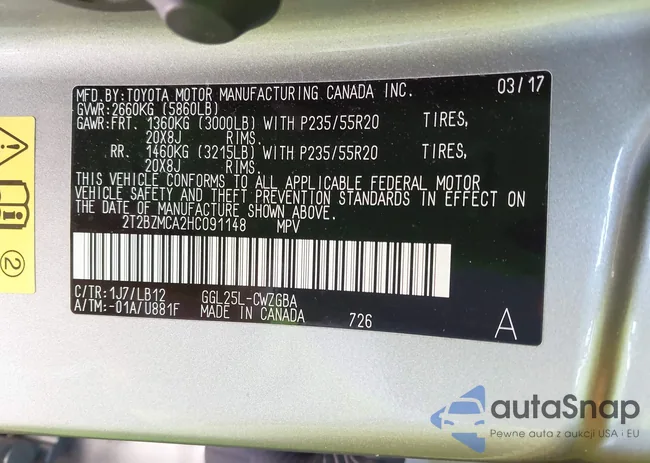 MFD.BY:TOYOTA MOTOR MANUFACTURING CANADA INC. 03/17
GVWR:2660KG (5860LB)
GAWR:FRT. 1360KG (3000LB) WITH P235/55R20 TIRES,
20X8J RIMS.
RR. 1460KG (3215LB) WITH P235/55R20 TIRES,
20X8J RIMS.
THIS VEHICLE CONFORMS TO ALL APPLICABLE FEDERAL MOTOR
VEHICLE SAFETY AND THEFT PREVENTION STANDARDS IN EFFECT ON
THE DATE OF MANUFACTURE SHOWN ABOVE.
2T2BZMCA2HC091148 MPV
C/TR:1J7/LB12 GGL25L-CWZGBA
A/TM:-01A/U881F MADE IN CANADA 726 A
2
autoSnap
Pewne auta z aukcji USA · EU